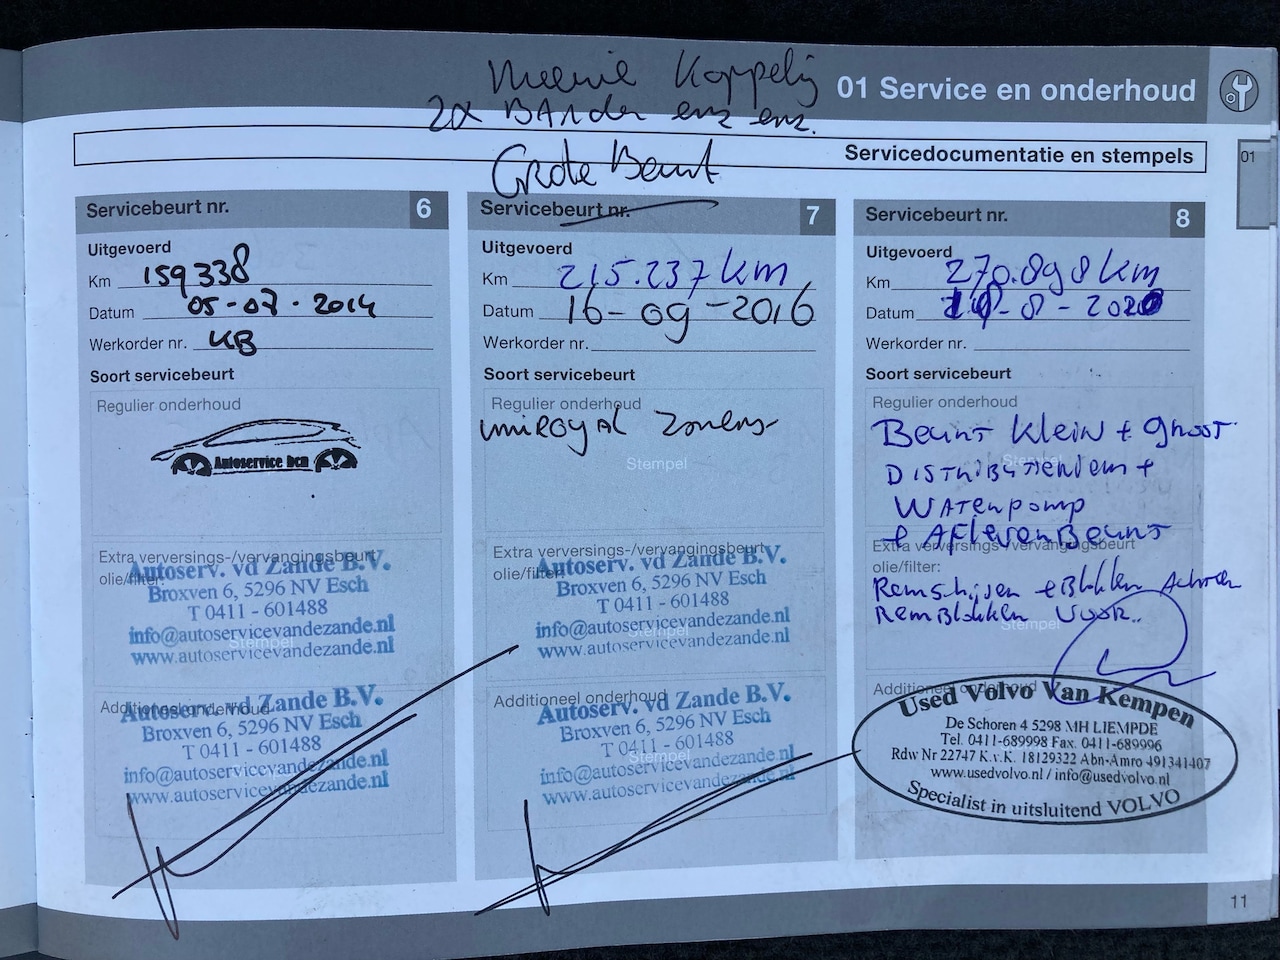 Nieuwe Koppeling
2x Banden enz enz.
Grote Beurt
01 Service en onderhoud
Servicedocumentatie en stempels
01
Servicebeurt nr. 6
Uitgevoerd
Km 159338
Datum 05-07-2014
Werkorder nr. KB
Soort servicebeurt
Regulier onderhoud
Autoservice bcn
Extra verversings-/vervangingsbeurt
olie/filter:
Autoserv. vd Zande B.V.
Broxven 6, 5296 NV Esch
T 0411 - 601488
info@autoservicevandezande.nl
www.autoservicevandezande.nl
Stempel
Additioneel onderhoud
Autoserv. vd Zande B.V.
Broxven 6, 5296 NV Esch
T 0411 - 601488
info@autoservicevandezande.nl
www.autoservicevandezande.nl
Servicebeurt nr. 7
Uitgevoerd
Km 215.237 km
Datum 16-09-2016
Werkorder nr.
Soort servicebeurt
Regulier onderhoud
UniROYAL Zomers
Stempel
Extra verversings-/vervangingsbeurt
olie/filter:
Autoserv. vd Zande B.V.
Broxven 6, 5296 NV Esch
T 0411 - 601488
info@autoservicevandezande.nl
www.autoservicevandezande.nl
Stempel
Additioneel onderhoud
Autoserv. vd Zande B.V.
Broxven 6, 5296 NV Esch
T 0411 - 601488
Stempel
info@autoservicevandezande.nl
www.autoservicevandezande.nl
Servicebeurt nr. 8
Uitgevoerd
Km 270.898 km
Datum -8-2020
Werkorder nr.
Soort servicebeurt
Regulier onderhoud
Beurt Klein + groot
Stempel
Distributieriem +
Waterpomp
+ Afleverbeurt
Extra verversings-/vervangingsbeurt
olie/filter:
Remschijven + Blokken Achter
RemBlokken Voor..
Stempel
Additioneel onderhoud
Used Volvo Van Kempen
De Schoren 4 5298 MH LIEMPDE
Tel. 0411-689998 Fax. 0411-689996
Rdw Nr 22747 K.v.K. 18129322 Abn-Amro 491341407
www.usedvolvo.nl / info@usedvolvo.nl
Specialist in uitsluitend VOLVO
11